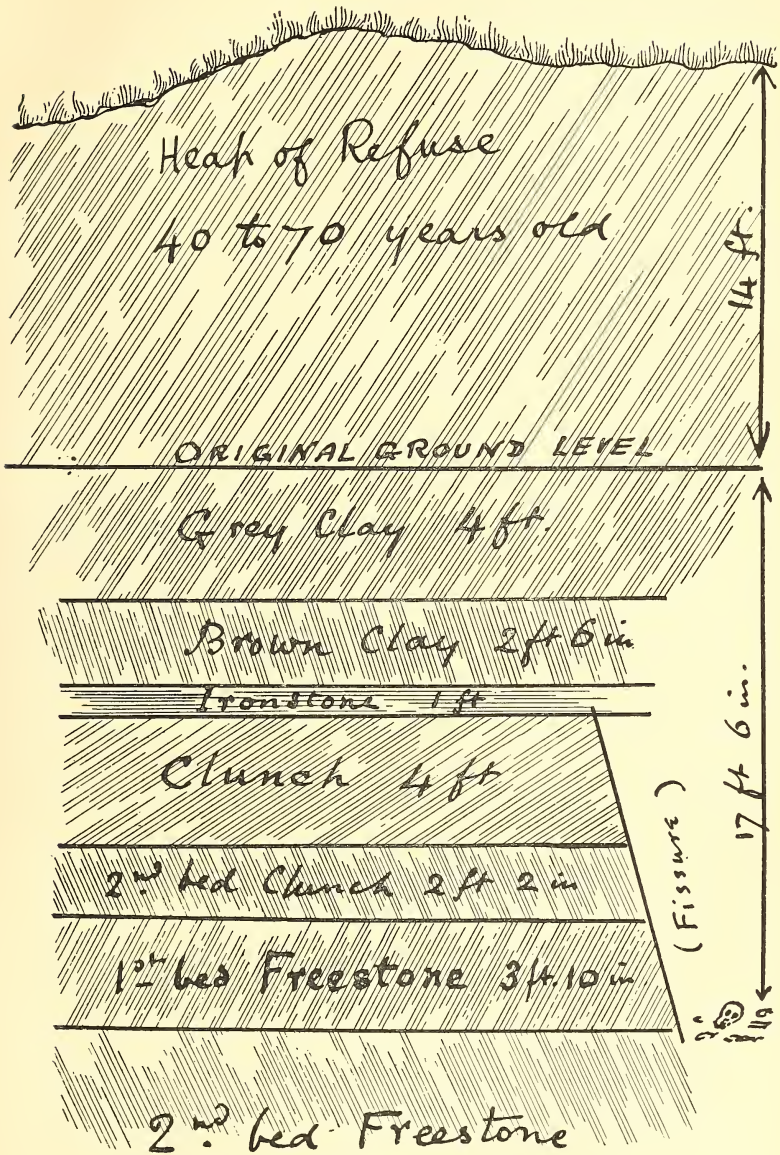 Heap of Refuse
40 to 70 years old
14 ft.
ORIGINAL GROUND LEVEL
Grey Clay 4 ft.
Brown Clay 2 ft 6 in
Ironstone 1 ft
Clunch 4 ft
2nd bed Clunch 2 ft 2 in
1st bed Freestone 3 ft. 10 in
2nd bed Freestone
(Fissure)
17 ft 6 in.